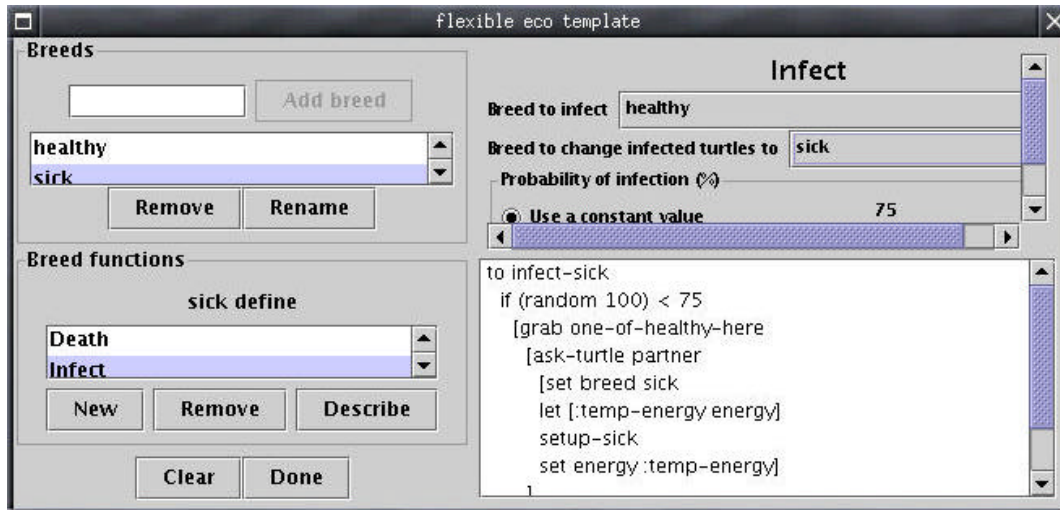 flexible eco template
Breeds
Add breed
healthy
sick
Remove Rename
Breed functions
sick define
Death
Infect
New Remove Describe
Clear Done
Infect
Breed to infect healthy
Breed to change infected turtles to sick
Probability of infection (%)
Use a constant value 75
to infect-sick
if (random 100) < 75
[grab one-of-healthy-here
[ask-turtle partner
[set breed sick
let [:temp-energy energy]
setup-sick
set energy :temp-energy]
]